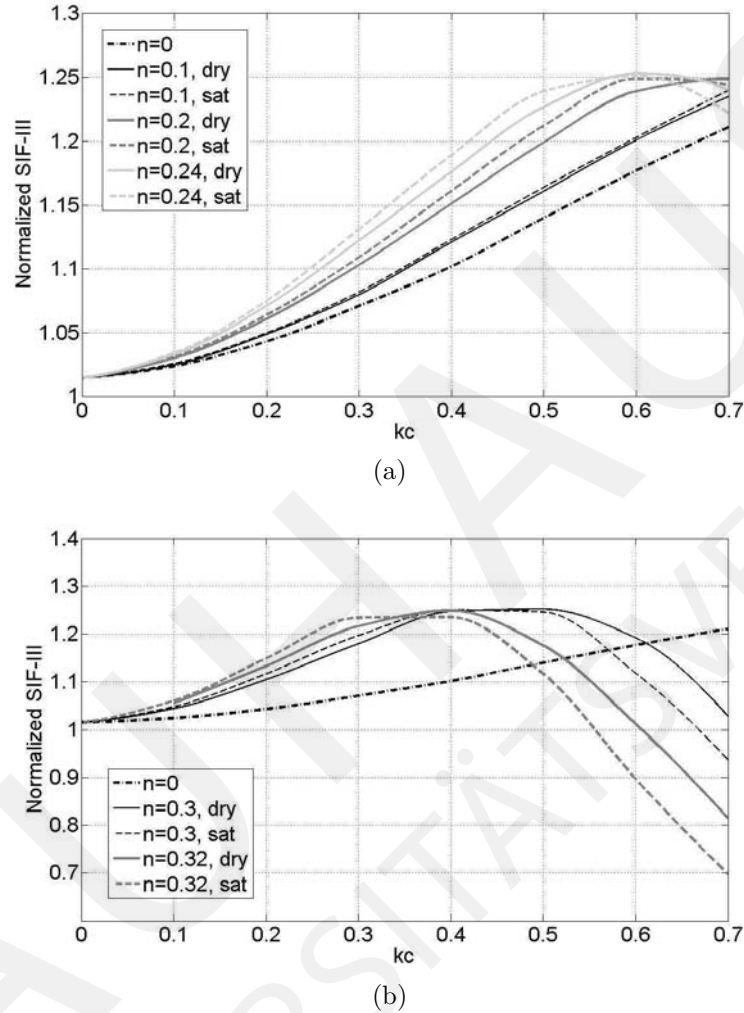 1.3
1.25
1.2
1.15
1.1
1.05
1
Normalized SIF-III
n=0
n=0.1, dry
n=0.1, sat
n=0.2, dry
n=0.2, sat
n=0.24, dry
n=0.24, sat
0 0.1 0.2 0.3 0.4 0.5 0.6 0.7
kc
(a)
1.4
1.3
1.2
1.1
1
0.9
0.8
0.7
Normalized SIF-III
n=0
n=0.3, dry
n=0.3, sat
n=0.32, dry
n=0.32, sat
0 0.1 0.2 0.3 0.4 0.5 0.6 0.7
kc
(b)